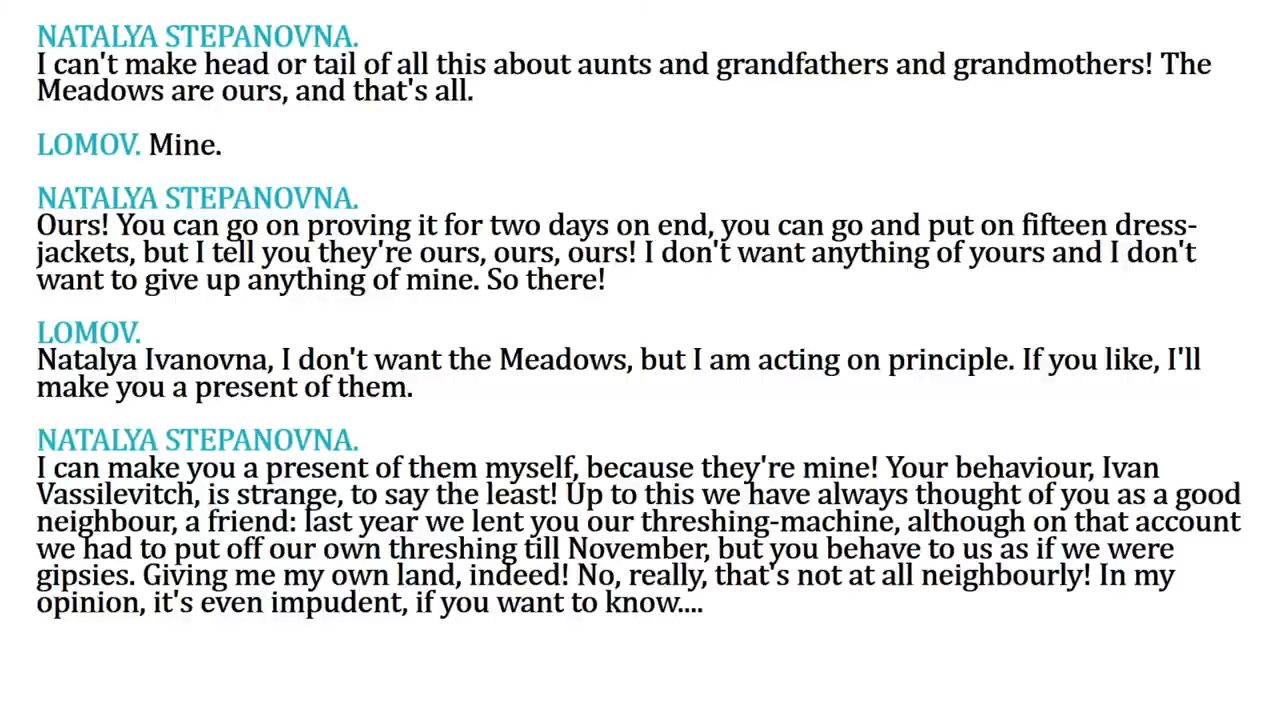 NATALYA STEPANOVNA.
I can't make head or tail of all this about aunts and grandfathers and grandmothers! The
Meadows are ours, and that's all.
LOMOV. Mine.
NATALYA STEPANOVNA.
Ours! You can go on proving it for two days on end, you can go and put on fifteen dress-
jackets, but I tell you they're ours, ours, ours! I don't want anything of yours and I don't
want to give up anything of mine. So there!
LOMOV.
Natalya Ivanovna, I don't want the Meadows, but I am acting on principle. If you like, I'll
make you a present of them.
NATALYA STEPANOVNA.
I can make you a present of them myself, because they're mine! Your behaviour, Ivan
Vassilevitch, is strange, to say the least! Up to this we have always thought of you as a good
neighbour, a friend: last year we lent you our threshing-machine, although on that account
we had to put off our own threshing till November, but you behave to us as if we were
gipsies. Giving me my own land, indeed! No, really, that's not at all neighbourly! In my
opinion, it's even impudent, if you want to know....